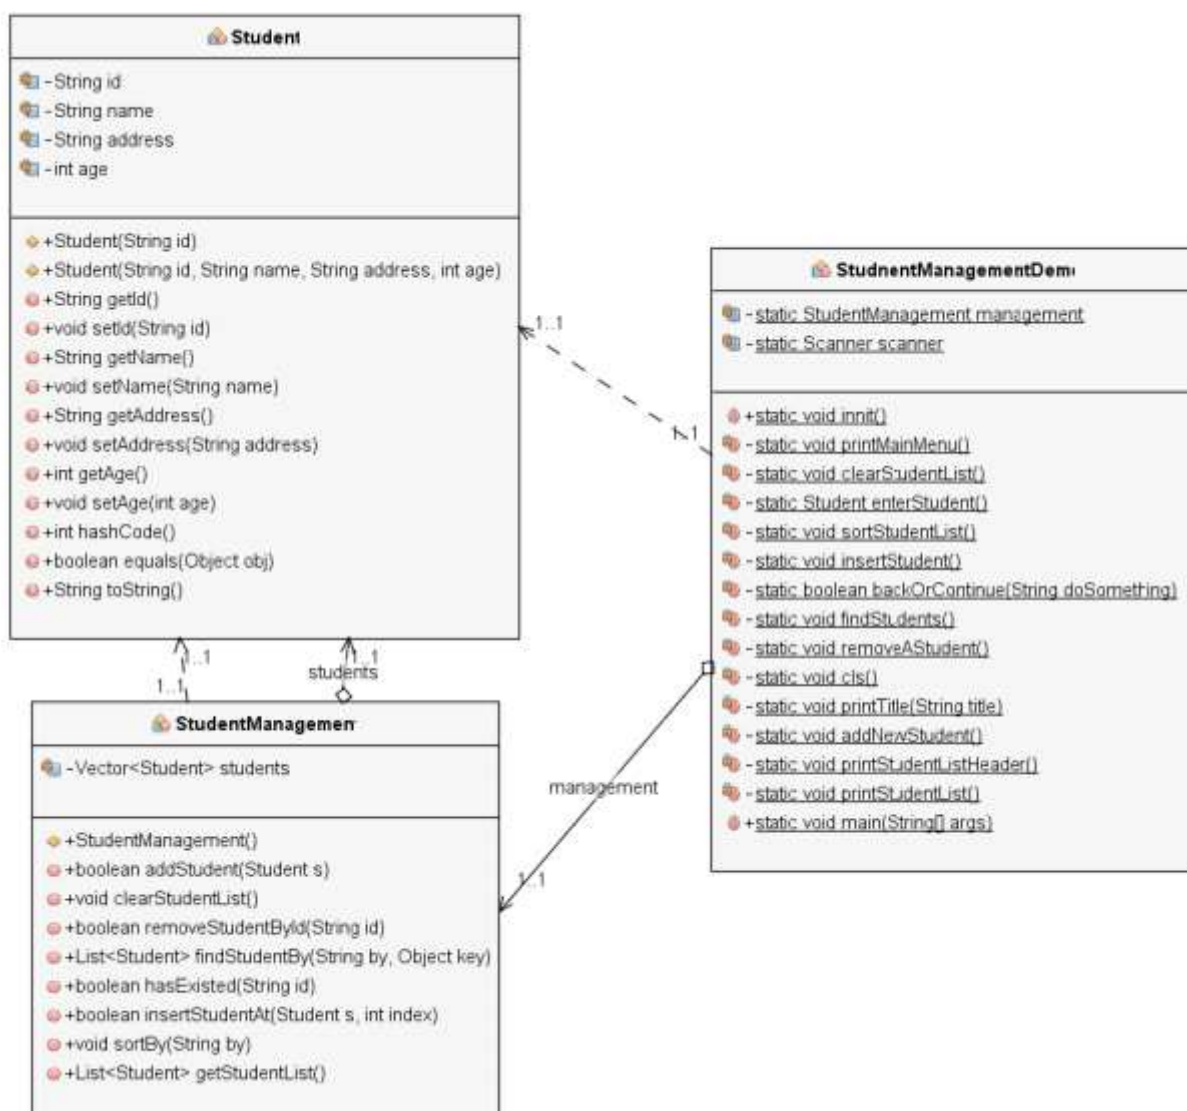 Student
-String id
-String name
-String address
-int age
+Student(String id)
+Student(String id, String name, String address, int age)
+String getId()
+void setId(String id)
+String getName()
+void setName(String name)
+String getAddress()
+void setAddress(String address)
+int getAge()
+void setAge(int age)
+int hashCode()
+boolean equals(Object obj)
+String toString()
1..1
1..1
1..1
1..1
1..1
students
StudentManagemen
-Vector<Student> students
+StudentManagement()
+boolean addStudent(Student s)
+void clearStudentList()
+boolean removeStudentById(String id)
+List<Student> findStudentBy(String by, Object key)
+boolean hasExisted(String id)
+boolean insertStudentAt(Student s, int index)
+void sortBy(String by)
+List<Student> getStudentList()
management
1..1
StudnentManagementDem
-static StudentManagement management
-static Scanner scanner
+static void innit()
-static void printMainMenu()
-static void clearStudentList()
-static Student enterStudent()
-static void sortStudentList()
-static void insertStudent()
-static boolean backOrContinue(String doSomething)
-static void findStudents()
-static void removeAStudent()
-static void cls()
-static void printTitle(String title)
-static void addNewStudent()
-static void printStudentListHeader()
-static void printStudentList()
+static void main(String[] args)